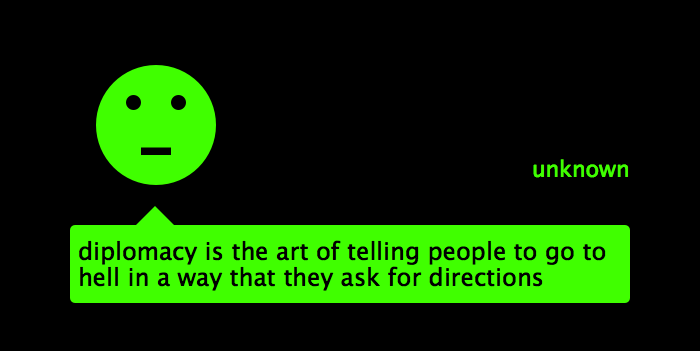 unknown
diplomacy is the art of telling people to go to
hell in a way that they ask for directions